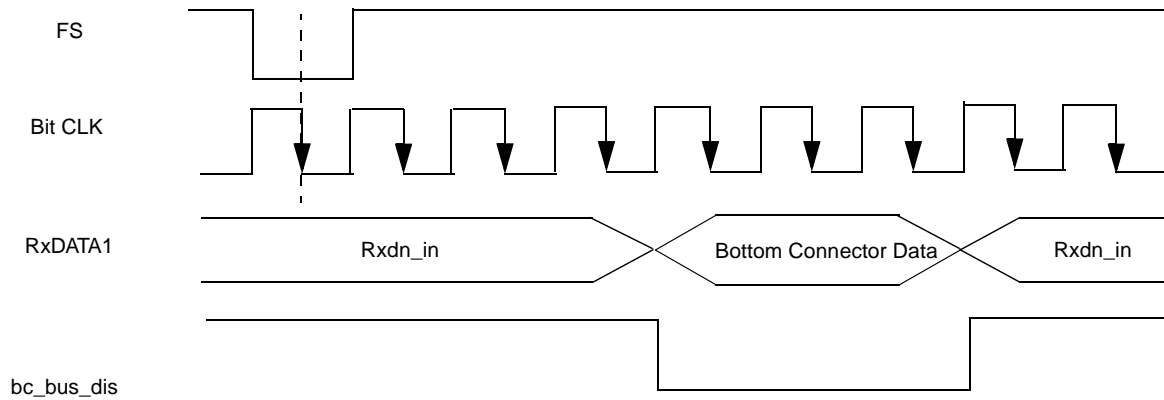 FS
Bit CLK
RxDATA1
Rxdn_in
Bottom Connector Data
Rxdn_in
bc_bus_dis